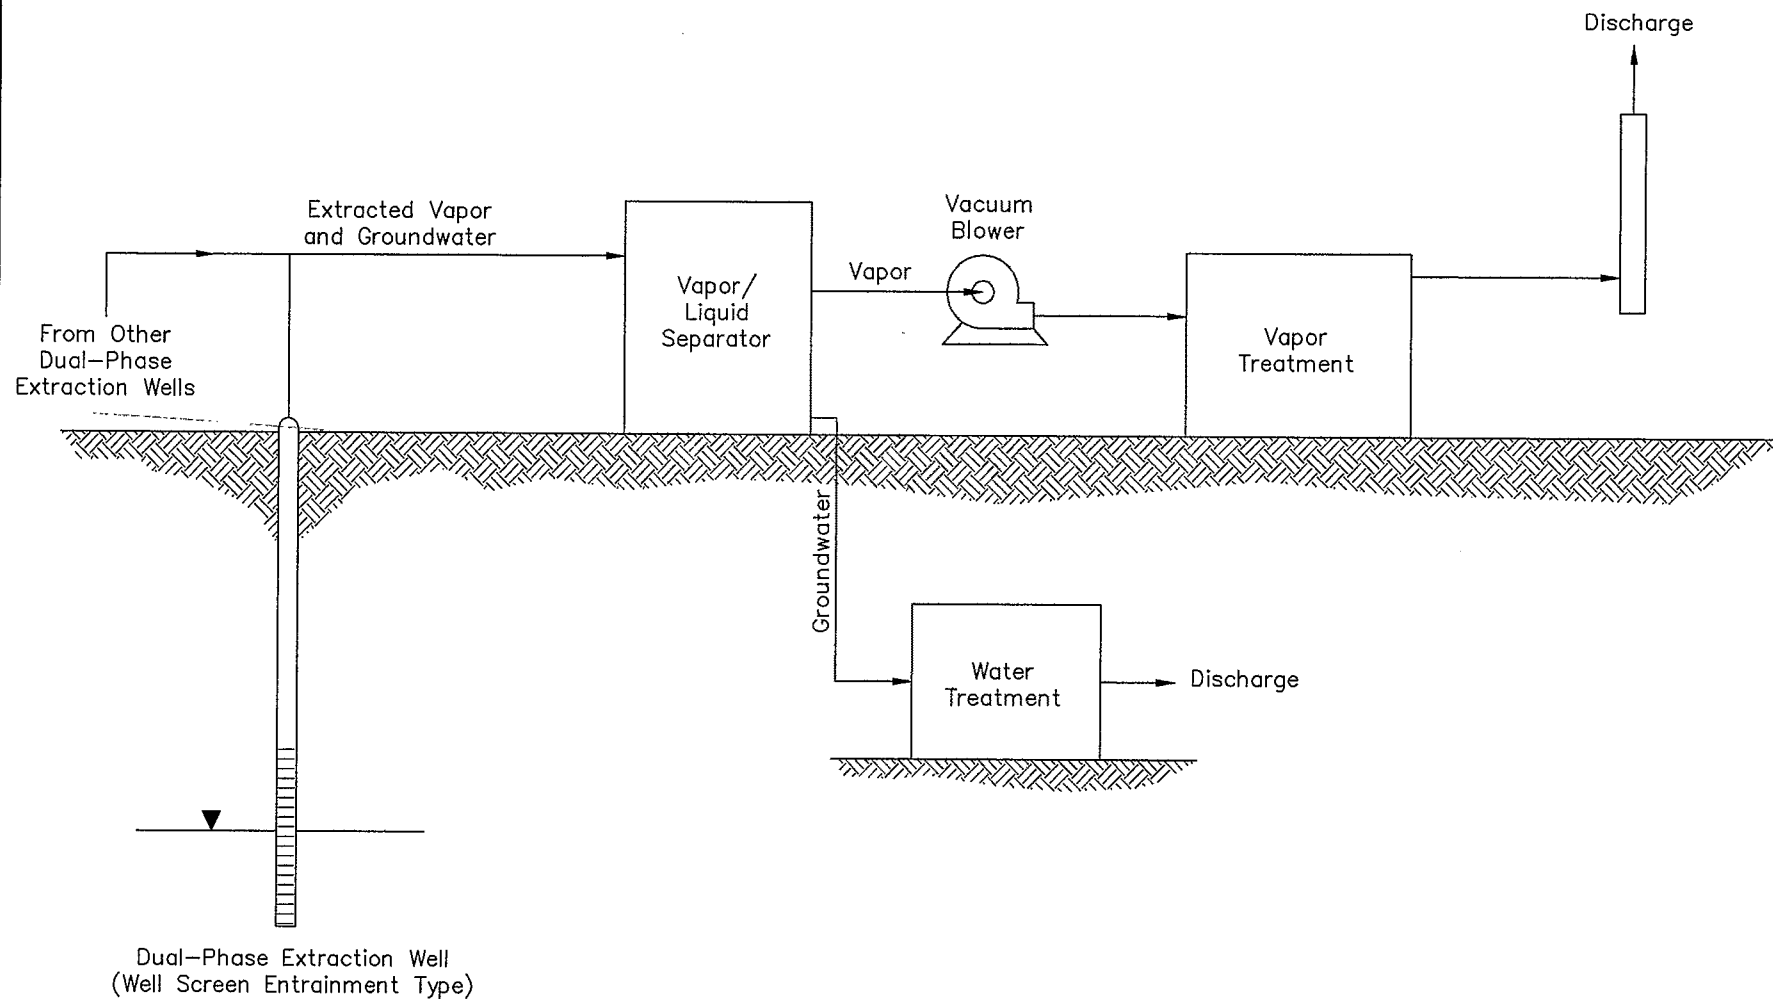 Discharge
Extracted Vapor
and Groundwater
Vacuum
Blower
Vapor
Vapor/
Liquid
Separator
From Other
Dual-Phase
Extraction Wells
Vapor
Treatment
Groundwater
Water
Treatment
Discharge
Dual-Phase Extraction Well
(Well Screen Entrainment Type)